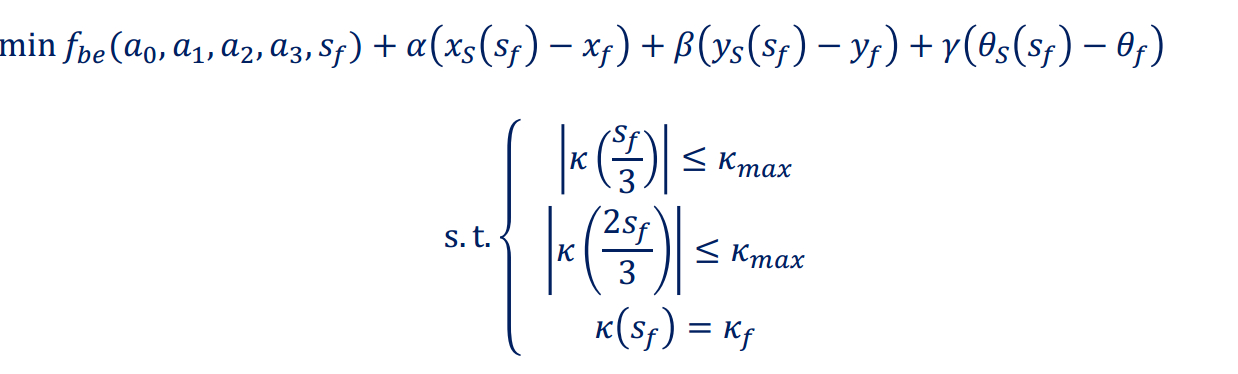 min f_{be}(a_0, a_1, a_2, a_3, s_f) + α(x_S(s_f) − x_f) + β(y_S(s_f) − y_f) + γ(θ_S(s_f) − θ_f)
s.t. { |κ(s_f/3)| ≤ κ_{max}
|κ(2s_f/3)| ≤ κ_{max}
κ(s_f) = κ_f